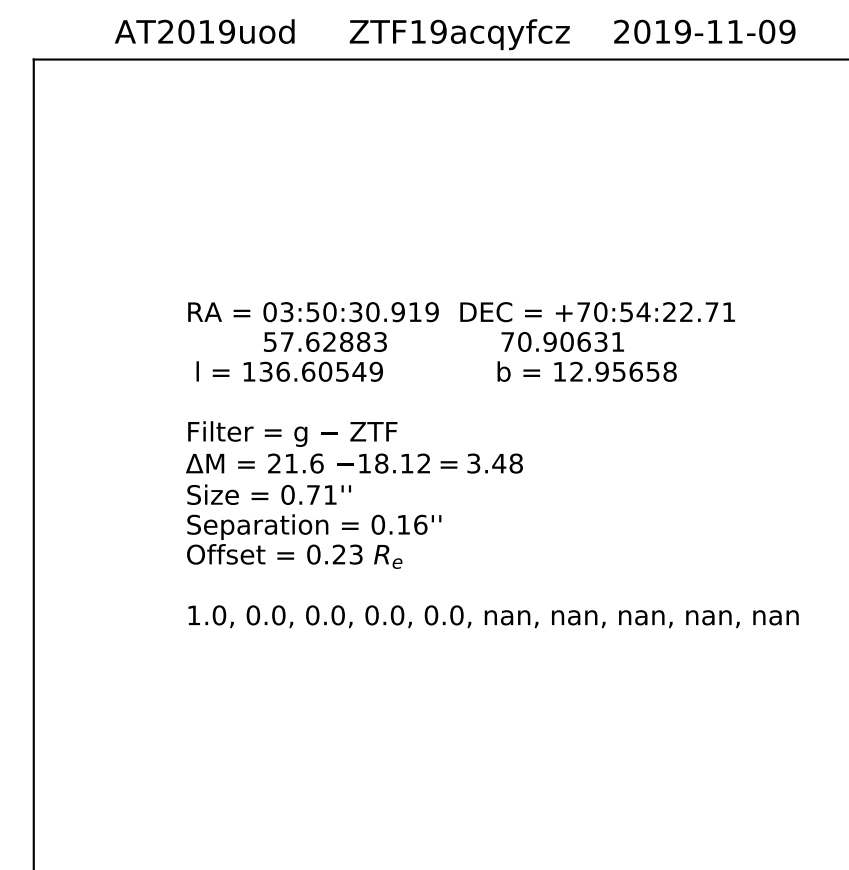 AT2019uod ZTF19acqyfcz 2019-11-09
RA = 03:50:30.919 DEC = +70:54:22.71
57.62883 70.90631
l = 136.60549 b = 12.95658
Filter = g − ZTF
ΔM = 21.6 −18.12 = 3.48
Size = 0.71''
Separation = 0.16''
Offset = 0.23 Rₑ
1.0, 0.0, 0.0, 0.0, 0.0, nan, nan, nan, nan, nan